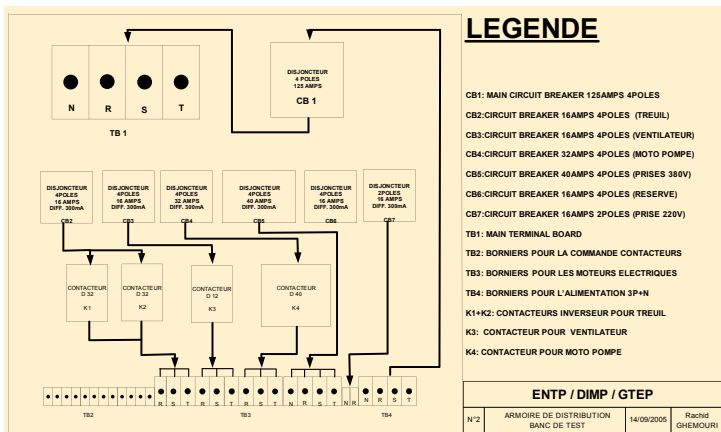 LEGENDE
DISJONCTEUR
4 POLES
125 AMPS
CB 1
N R S T
TB 1
CB1: MAIN CIRCUIT BREAKER 125AMPS 4POLES
CB2:CIRCUIT BREAKER 16AMPS 4POLES (TREUIL)
CB3:CIRCUIT BREAKER 16AMPS 4POLES (VENTILATEUR)
CB4:CIRCUIT BREAKER 32AMPS 4POLES (MOTO POMPE)
CB5:CIRCUIT BREAKER 40AMPS 4POLES (PRISES 380V)
CB6:CIRCUIT BREAKER 16AMPS 4POLES (RESERVE)
CB7:CIRCUIT BREAKER 16AMPS 2POLES (PRISE 220V)
TB1: MAIN TERMINAL BOARD
TB2: BORNIERS POUR LA COMMANDE CONTACTEURS
TB3: BORNIERS POUR LES MOTEURS ELECTRIQUES
TB4: BORNIERS POUR L'ALIMENTATION 3P+N
K1+K2: CONTACTEURS INVERSEUR POUR TREUIL
K3: CONTACTEUR POUR VENTILATEUR
K4: CONTACTEUR POUR MOTO POMPE
DISJONCTEUR
4POLES
16 AMPS
DIFF. 300mA
CB2
DISJONCTEUR
4POLES
16 AMPS
DIFF. 300mA
CB3
DISJONCTEUR
4POLES
32 AMPS
DIFF. 300mA
CB4
DISJONCTEUR
4POLES
40 AMPS
DIFF. 300mA
CB5
DISJONCTEUR
4POLES
16 AMPS
DIFF. 300mA
CB6
DISJONCTEUR
2POLES
16 AMPS
DIFF. 300mA
CB7
CONTACTEUR
D 32
K1
CONTACTEUR
D 32
K2
CONTACTEUR
D 12
K3
CONTACTEUR
D 40
K4
R S T R S T R S T N R S T N R N R S T
TB2 TB3 TB4
ENTP / DIMP / GTEP
N°2
ARMOIRE DE DISTRIBUTION
BANC DE TEST
14/09/2005
Rachid
GHEMOURI